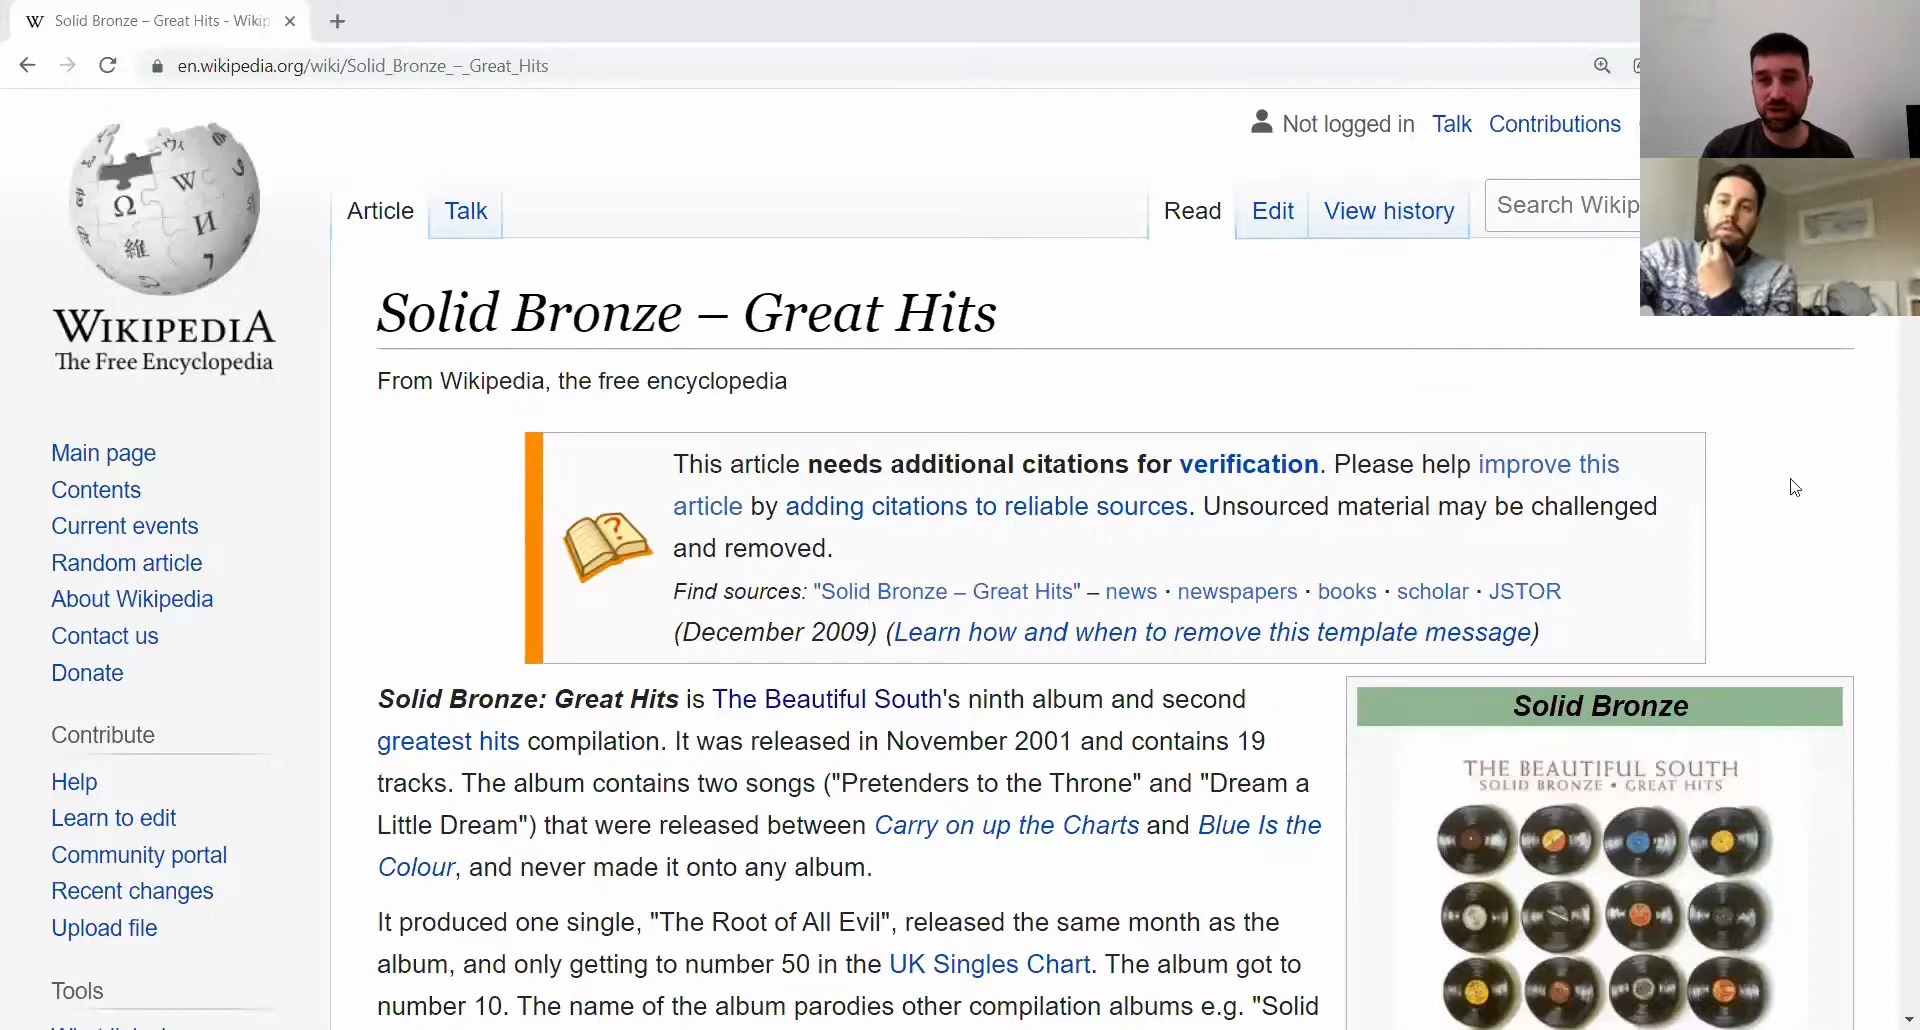 Solid Bronze – Great Hits - Wikip
en.wikipedia.org/wiki/Solid_Bronze_–_Great_Hits
Not logged in Talk Contributions
Article Talk Read Edit View history Search Wikip
WIKIPEDIA
The Free Encyclopedia
Main page
Contents
Current events
Random article
About Wikipedia
Contact us
Donate
Contribute
Help
Learn to edit
Community portal
Recent changes
Upload file
Tools
Solid Bronze – Great Hits
From Wikipedia, the free encyclopedia
This article needs additional citations for verification. Please help improve this
article by adding citations to reliable sources. Unsourced material may be challenged
and removed.
Find sources: "Solid Bronze – Great Hits" – news · newspapers · books · scholar · JSTOR
(December 2009) (Learn how and when to remove this template message)
Solid Bronze: Great Hits is The Beautiful South's ninth album and second
greatest hits compilation. It was released in November 2001 and contains 19
tracks. The album contains two songs ("Pretenders to the Throne" and "Dream a
Little Dream") that were released between Carry on up the Charts and Blue Is the
Colour, and never made it onto any album.
It produced one single, "The Root of All Evil", released the same month as the
album, and only getting to number 50 in the UK Singles Chart. The album got to
number 10. The name of the album parodies other compilation albums e.g. "Solid
Solid Bronze
THE BEAUTIFUL SOUTH
SOLID BRONZE • GREAT HITS